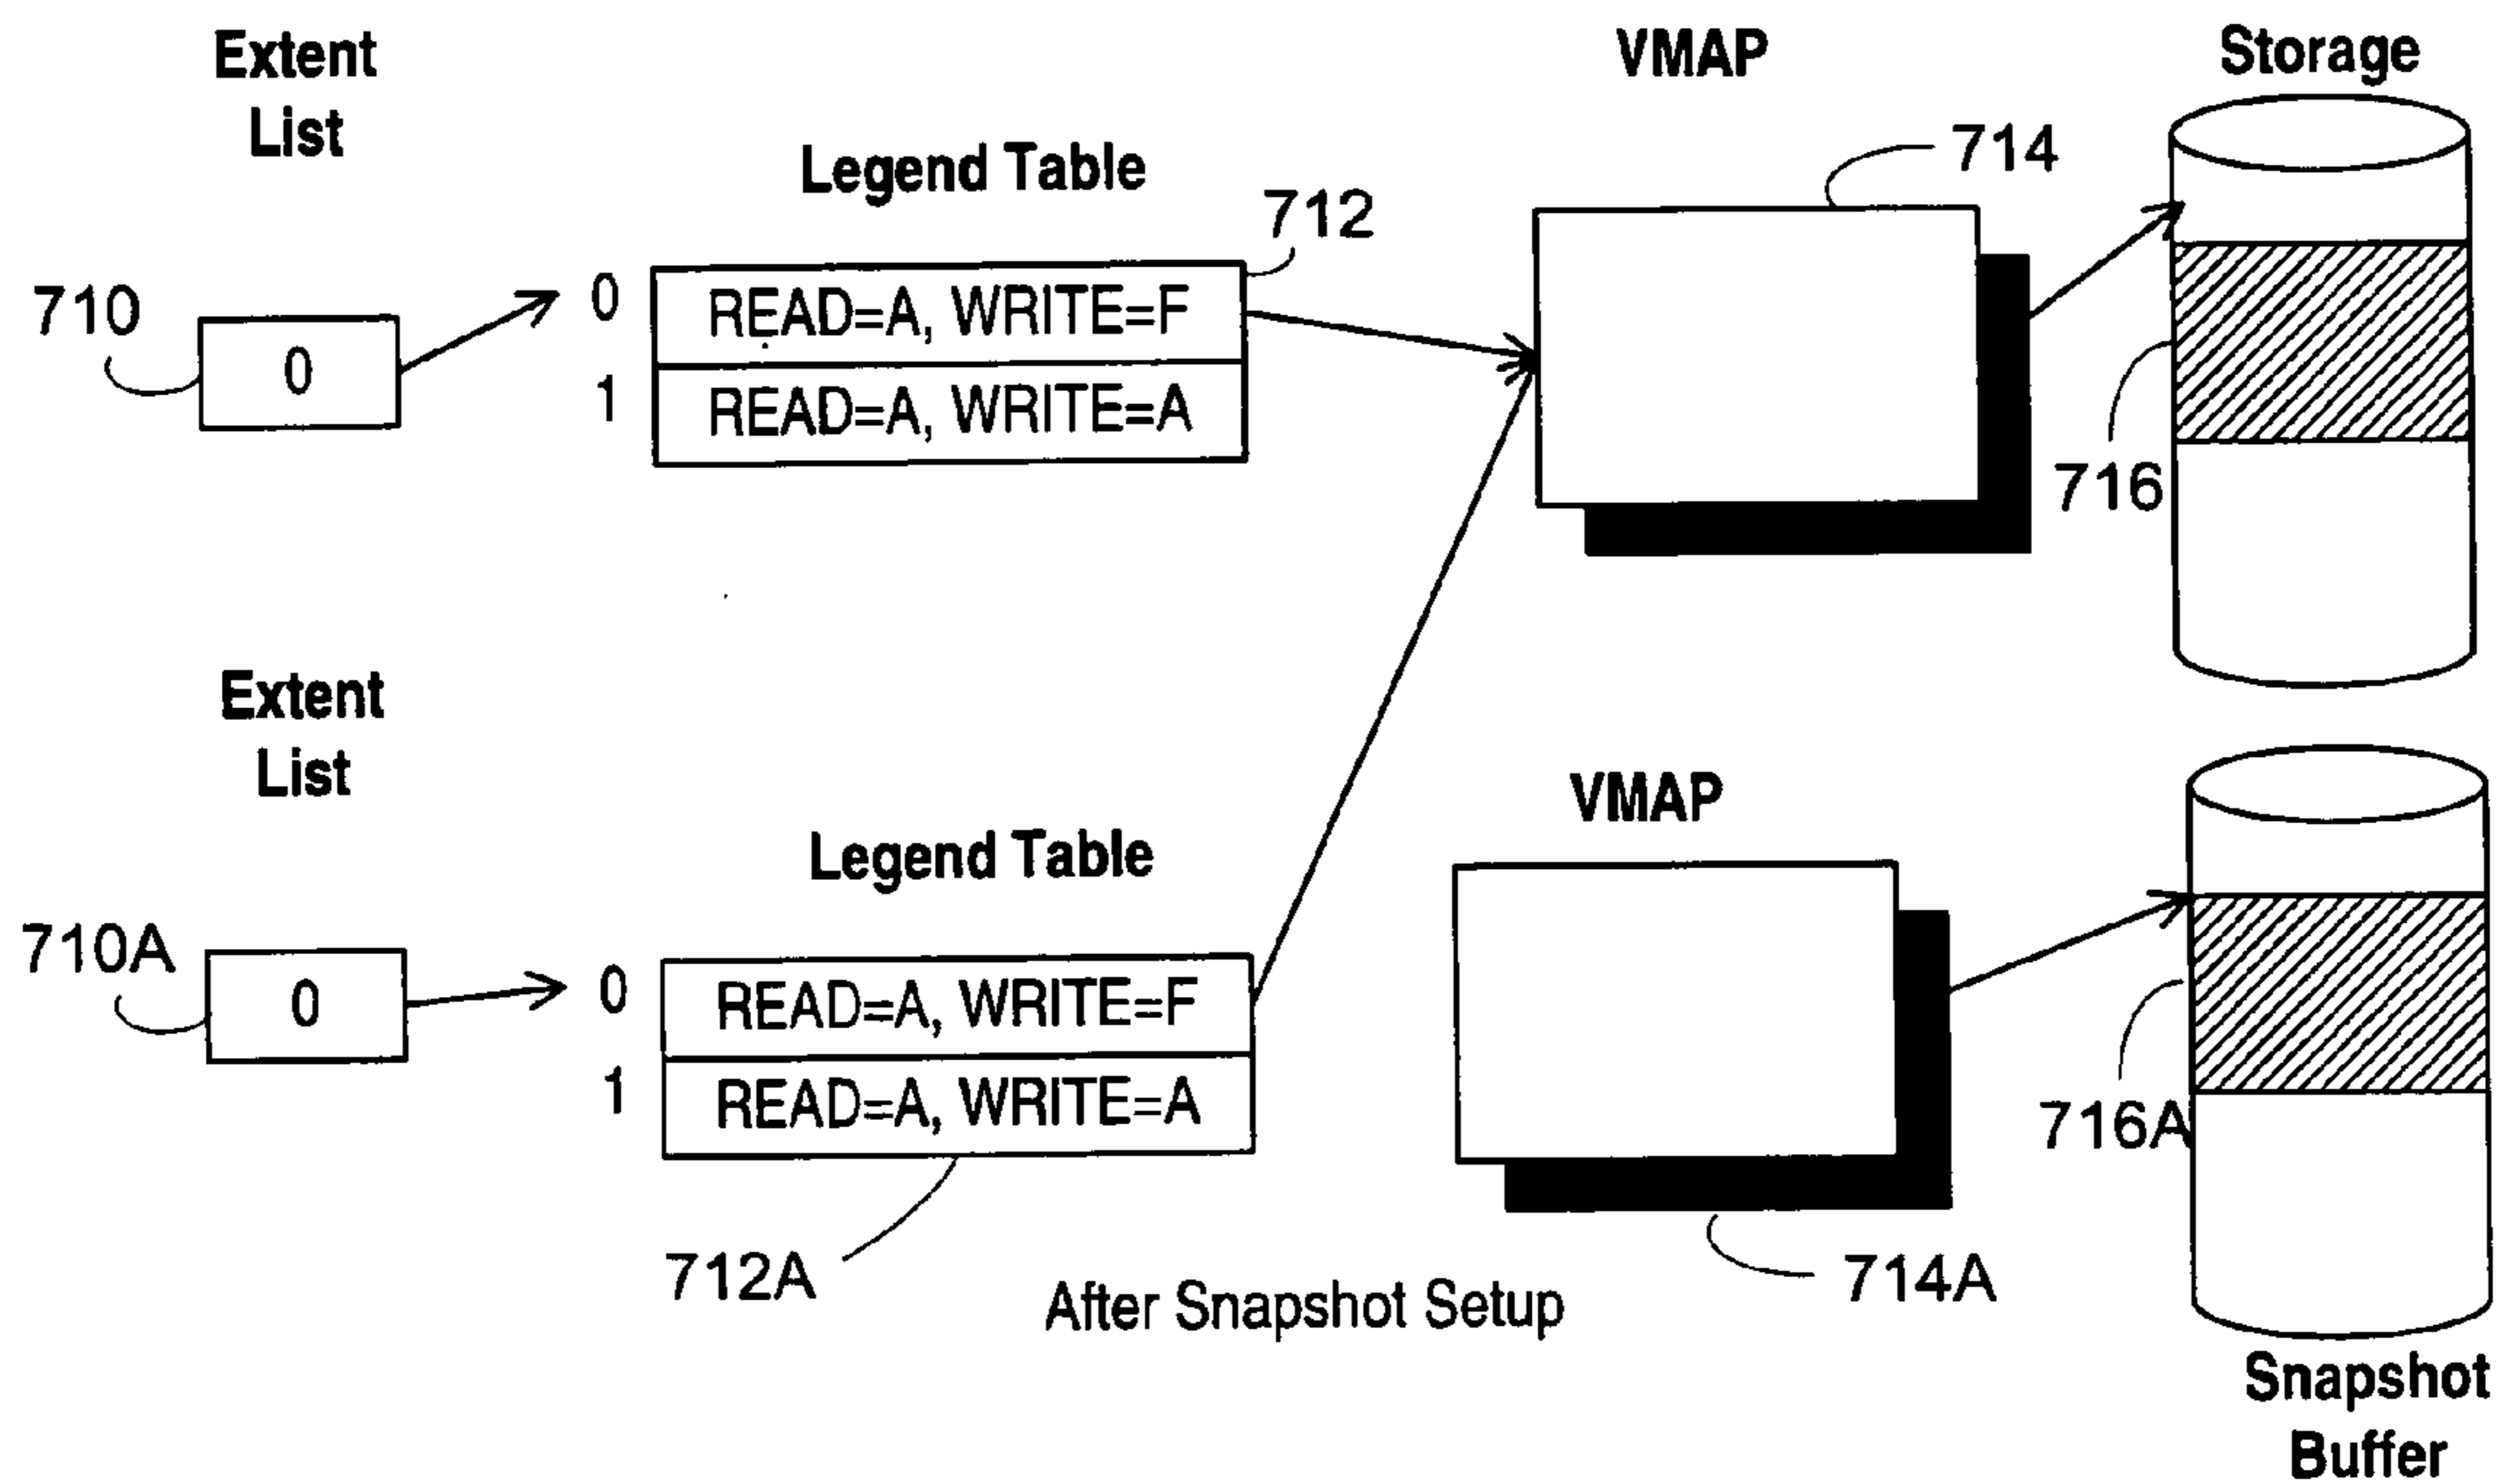 Extent
List
VMAP
Storage
Legend Table
714
712
710
0
0
READ=A, WRITE=F
1
READ=A, WRITE=A
716
Extent
List
VMAP
Legend Table
710A
0
0
READ=A, WRITE=F
1
READ=A, WRITE=A
716A
712A
714A
After Snapshot Setup
Snapshot
Buffer